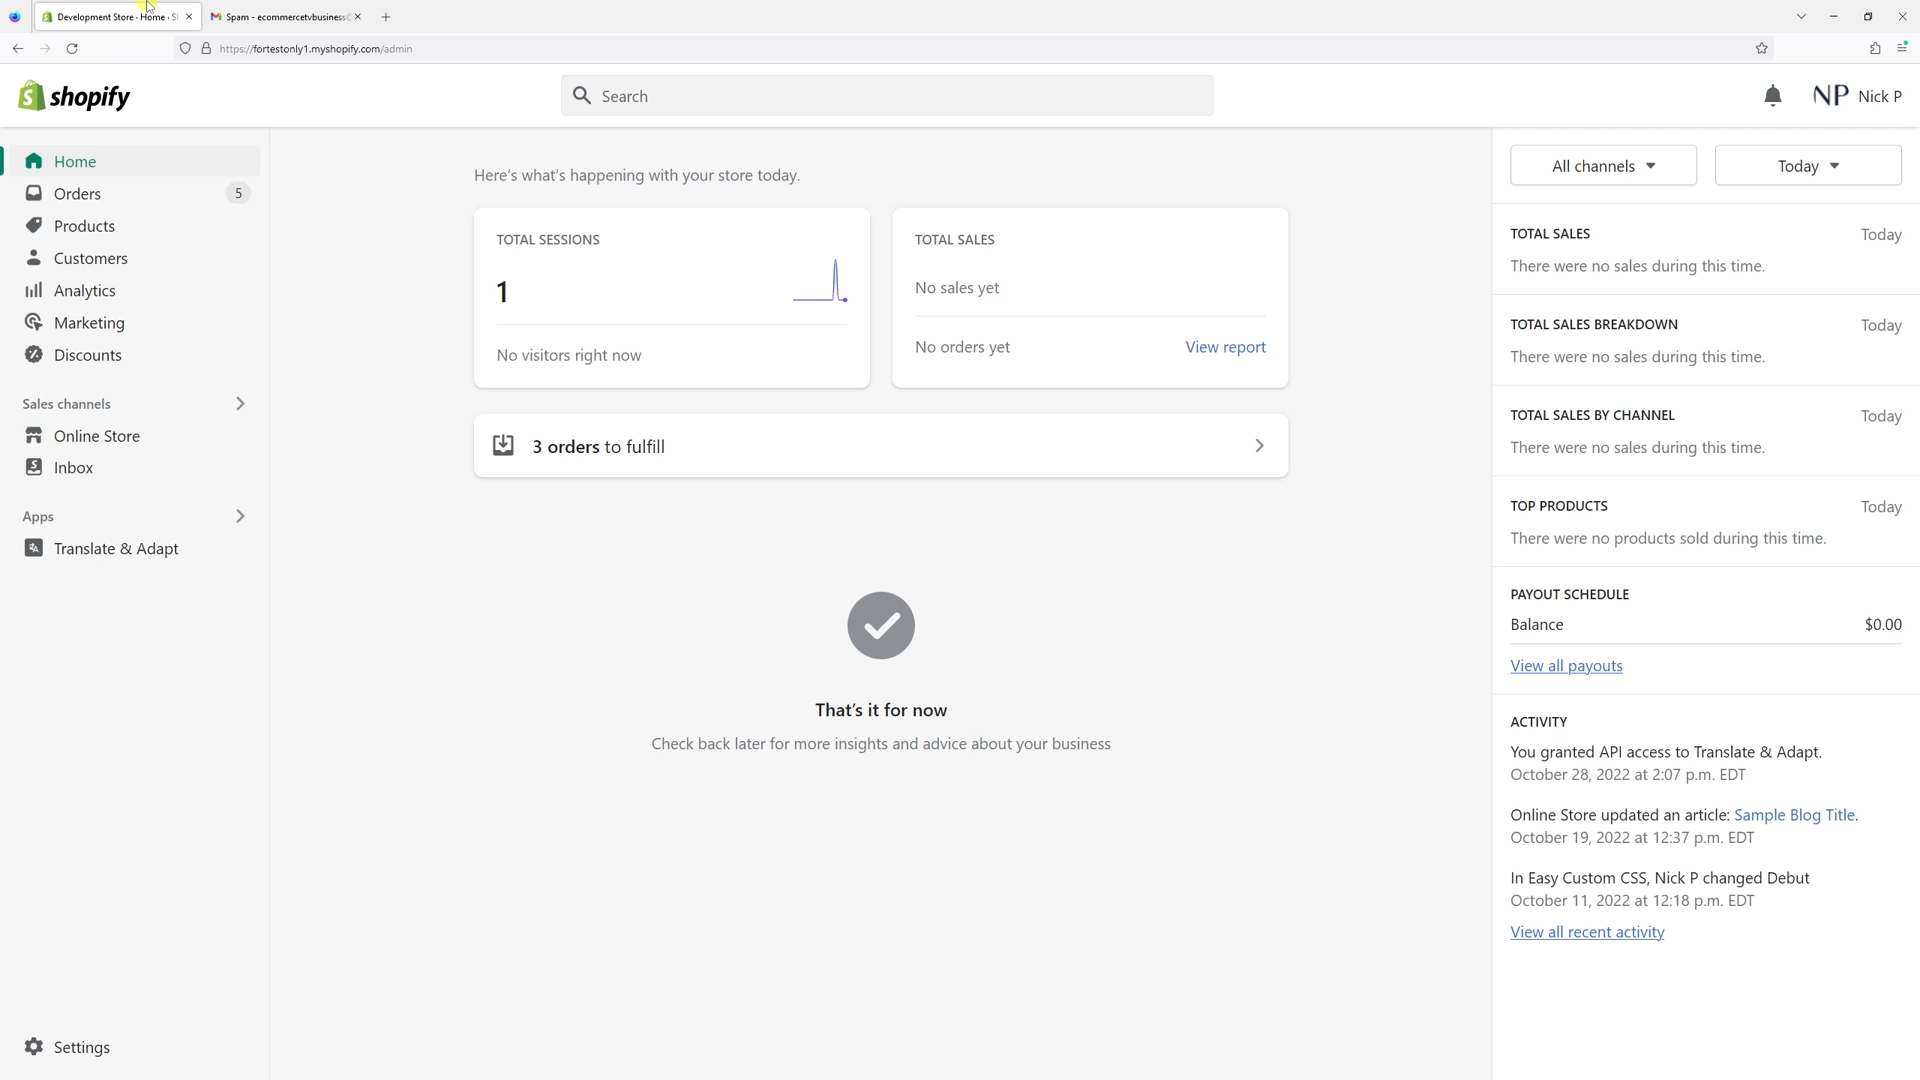 Development Store · Home · S
Spam - ecommercetvbusiness
https://fortestonly1.myshopify.com/admin
shopify
Search
NP Nick P
Home
Orders 5
Products
Customers
Analytics
Marketing
Discounts
Sales channels
Online Store
Inbox
Apps
Translate & Adapt
Settings
Here's what's happening with your store today.
TOTAL SESSIONS
1
No visitors right now
TOTAL SALES
No sales yet
No orders yet View report
3 orders to fulfill
That's it for now
Check back later for more insights and advice about your business
All channels Today
TOTAL SALES Today
There were no sales during this time.
TOTAL SALES BREAKDOWN Today
There were no sales during this time.
TOTAL SALES BY CHANNEL Today
There were no sales during this time.
TOP PRODUCTS Today
There were no products sold during this time.
PAYOUT SCHEDULE
Balance $0.00
View all payouts
ACTIVITY
You granted API access to Translate & Adapt.
October 28, 2022 at 2:07 p.m. EDT
Online Store updated an article: Sample Blog Title.
October 19, 2022 at 12:37 p.m. EDT
In Easy Custom CSS, Nick P changed Debut
October 11, 2022 at 12:18 p.m. EDT
View all recent activity